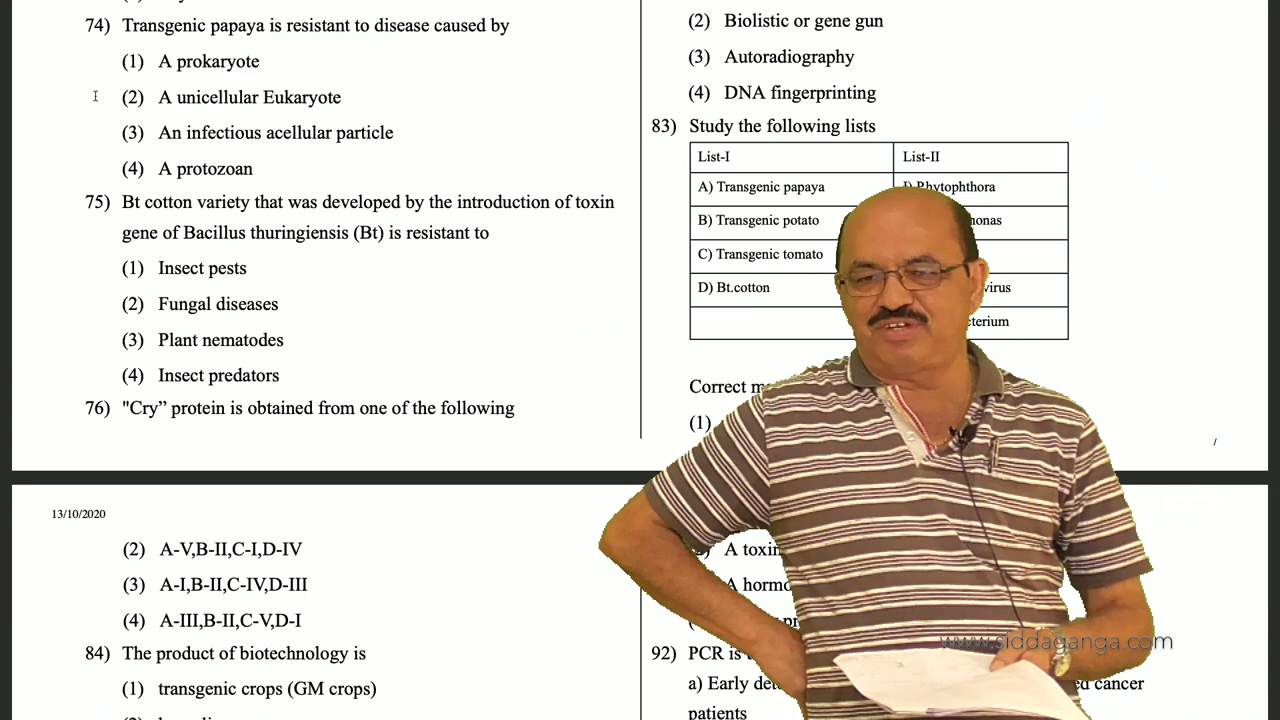 74) Transgenic papaya is resistant to disease caused by
(1) A prokaryote
(2) A unicellular Eukaryote
(3) An infectious acellular particle
(4) A protozoan
75) Bt cotton variety that was developed by the introduction of toxin
gene of Bacillus thuringiensis (Bt) is resistant to
(1) Insect pests
(2) Fungal diseases
(3) Plant nematodes
(4) Insect predators
76) "Cry” protein is obtained from one of the following
(2) Biolistic or gene gun
(3) Autoradiography
(4) DNA fingerprinting
83) Study the following lists
List-I List-II
A) Transgenic papaya I) Phytophthora
B) Transgenic potato
C) Transgenic tomato
D) Bt.cotton virus
Correct
(1)
13/10/2020
(2) A-V,B-II,C-I,D-IV
(3) A-I,B-II,C-IV,D-III
(4) A-III,B-II,C-V,D-I
84) The product of biotechnology is
(1) transgenic crops (GM crops)
A
A
92) PCR is
a) Early cancer
patients
www.siddaganga.com